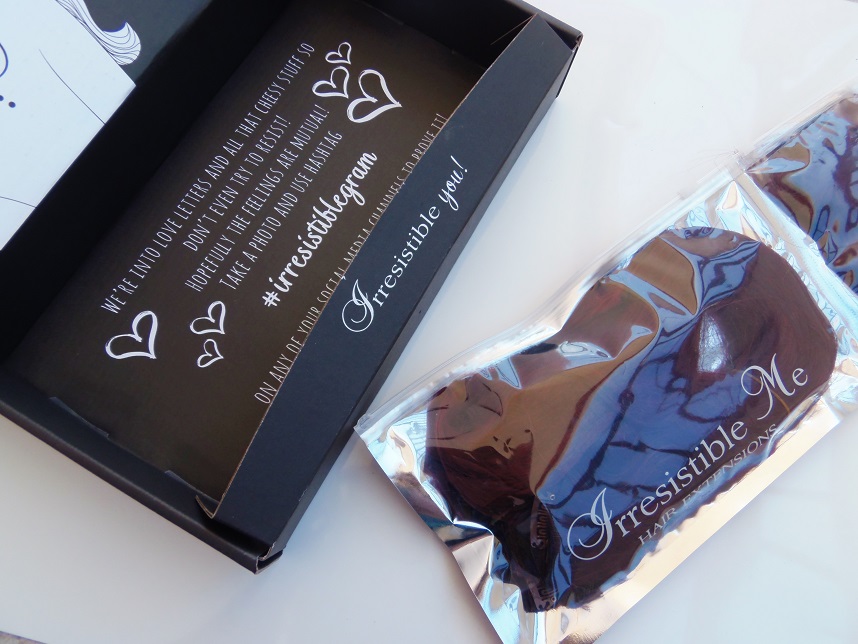 WE'RE INTO LOVE LETTERS AND ALL THAT CHEESY STUFF SO
DON'T EVEN TRY TO RESIST!
HOPEFULLY THE FEELINGS ARE MUTUAL!
TAKE A PHOTO AND USE HASHTAG
#irresistiblegram
ON ANY OF YOUR SOCIAL MEDIA CHANNELS TO PROVE IT!
Irresistible you!
Irresistible Me
HAIR EXTENSIONS